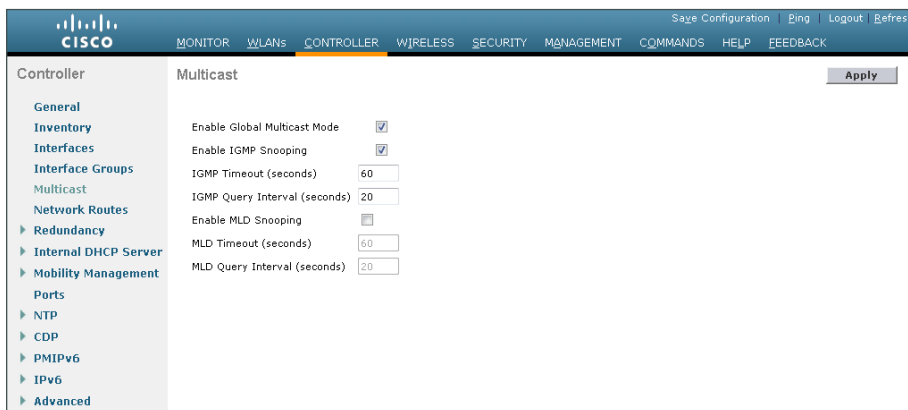 Save Configuration | Ping | Logout | Refres
CISCO
MONITOR WLANs CONTROLLER WIRELESS SECURITY MANAGEMENT COMMANDS HELP FEEDBACK
Controller
General
Inventory
Interfaces
Interface Groups
Multicast
Network Routes
Redundancy
Internal DHCP Server
Mobility Management
Ports
NTP
CDP
PMIPv6
IPv6
Advanced
Multicast
Apply
Enable Global Multicast Mode
Enable IGMP Snooping
IGMP Timeout (seconds) 60
IGMP Query Interval (seconds) 20
Enable MLD Snooping
MLD Timeout (seconds) 60
MLD Query Interval (seconds) 20